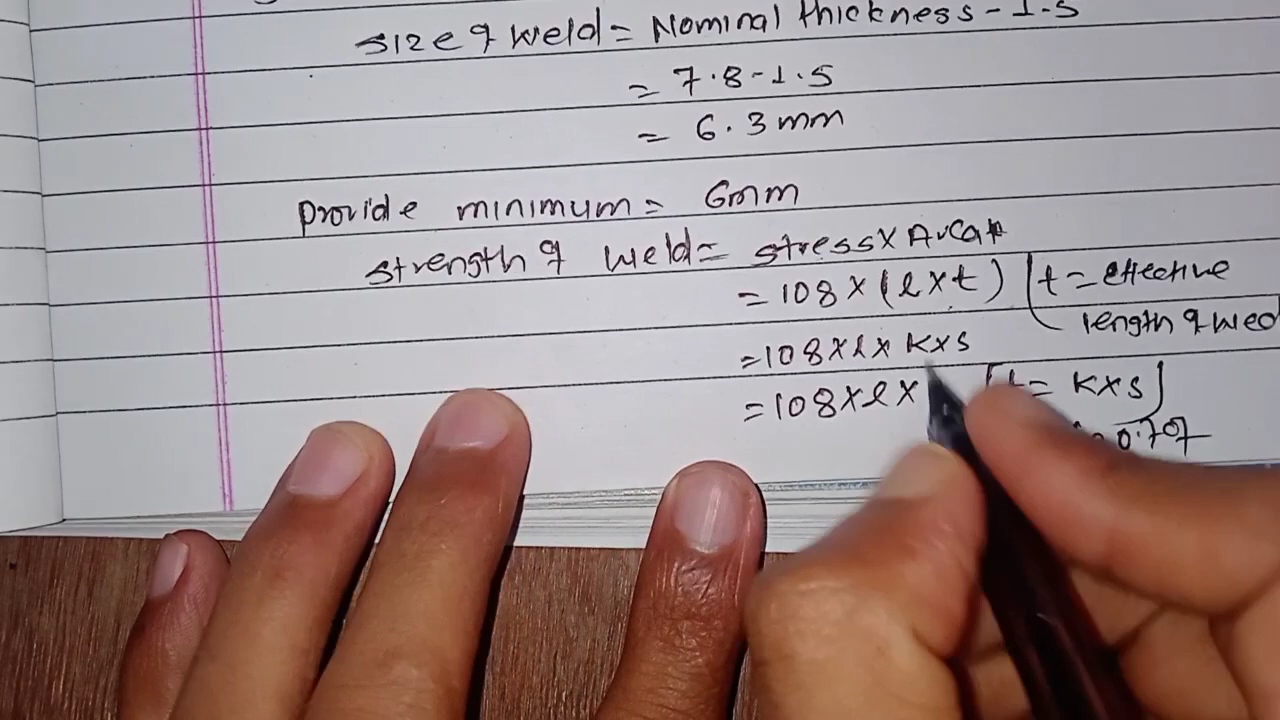 Size of weld = Nominal thickness - 1.5
= 7.8 - 1.5
= 6.3 mm
Provide minimum = 6mm
Strength of weld = stress x Area
= 108 x (l x t) t = effective
length of wed
= 108 x l x K x s
= 108 x l x t = K x s
0.707